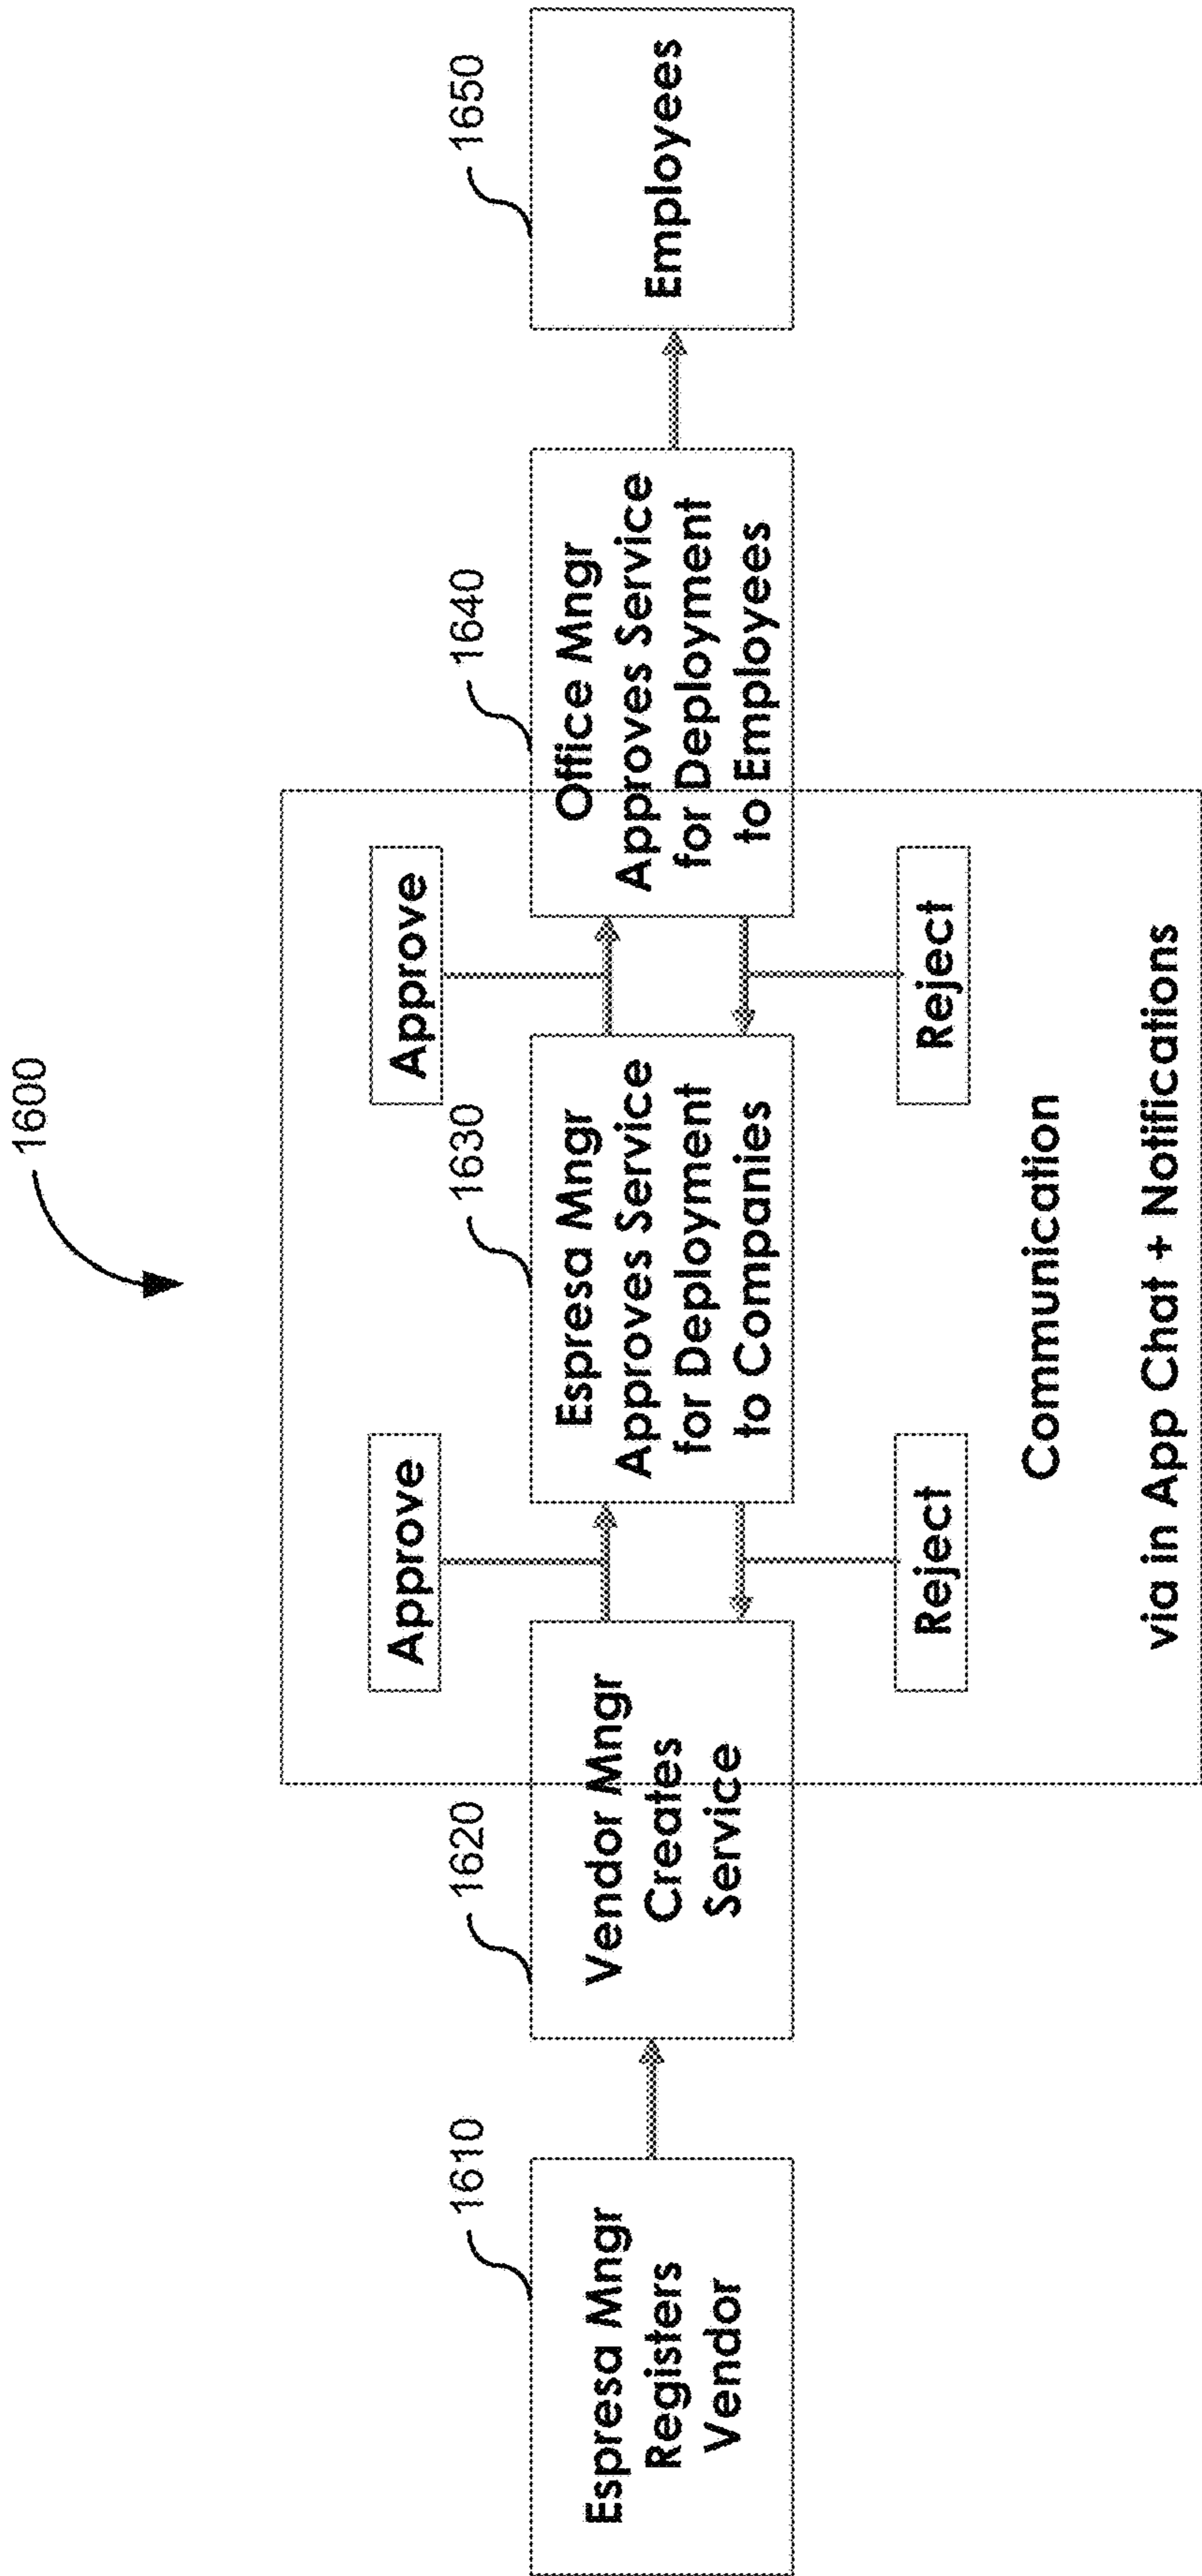 1600
1610
Espresa Mngr
Registers
Vendor
1620
Vendor Mngr
Creates
Service
Approve
Reject
1630
Espresa Mngr
Approves Service
for Deployment
to Companies
Approve
Reject
1640
Office Mngr
Approves Service
for Deployment
to Employees
1650
Employees
Communication
via in App Chat + Notifications